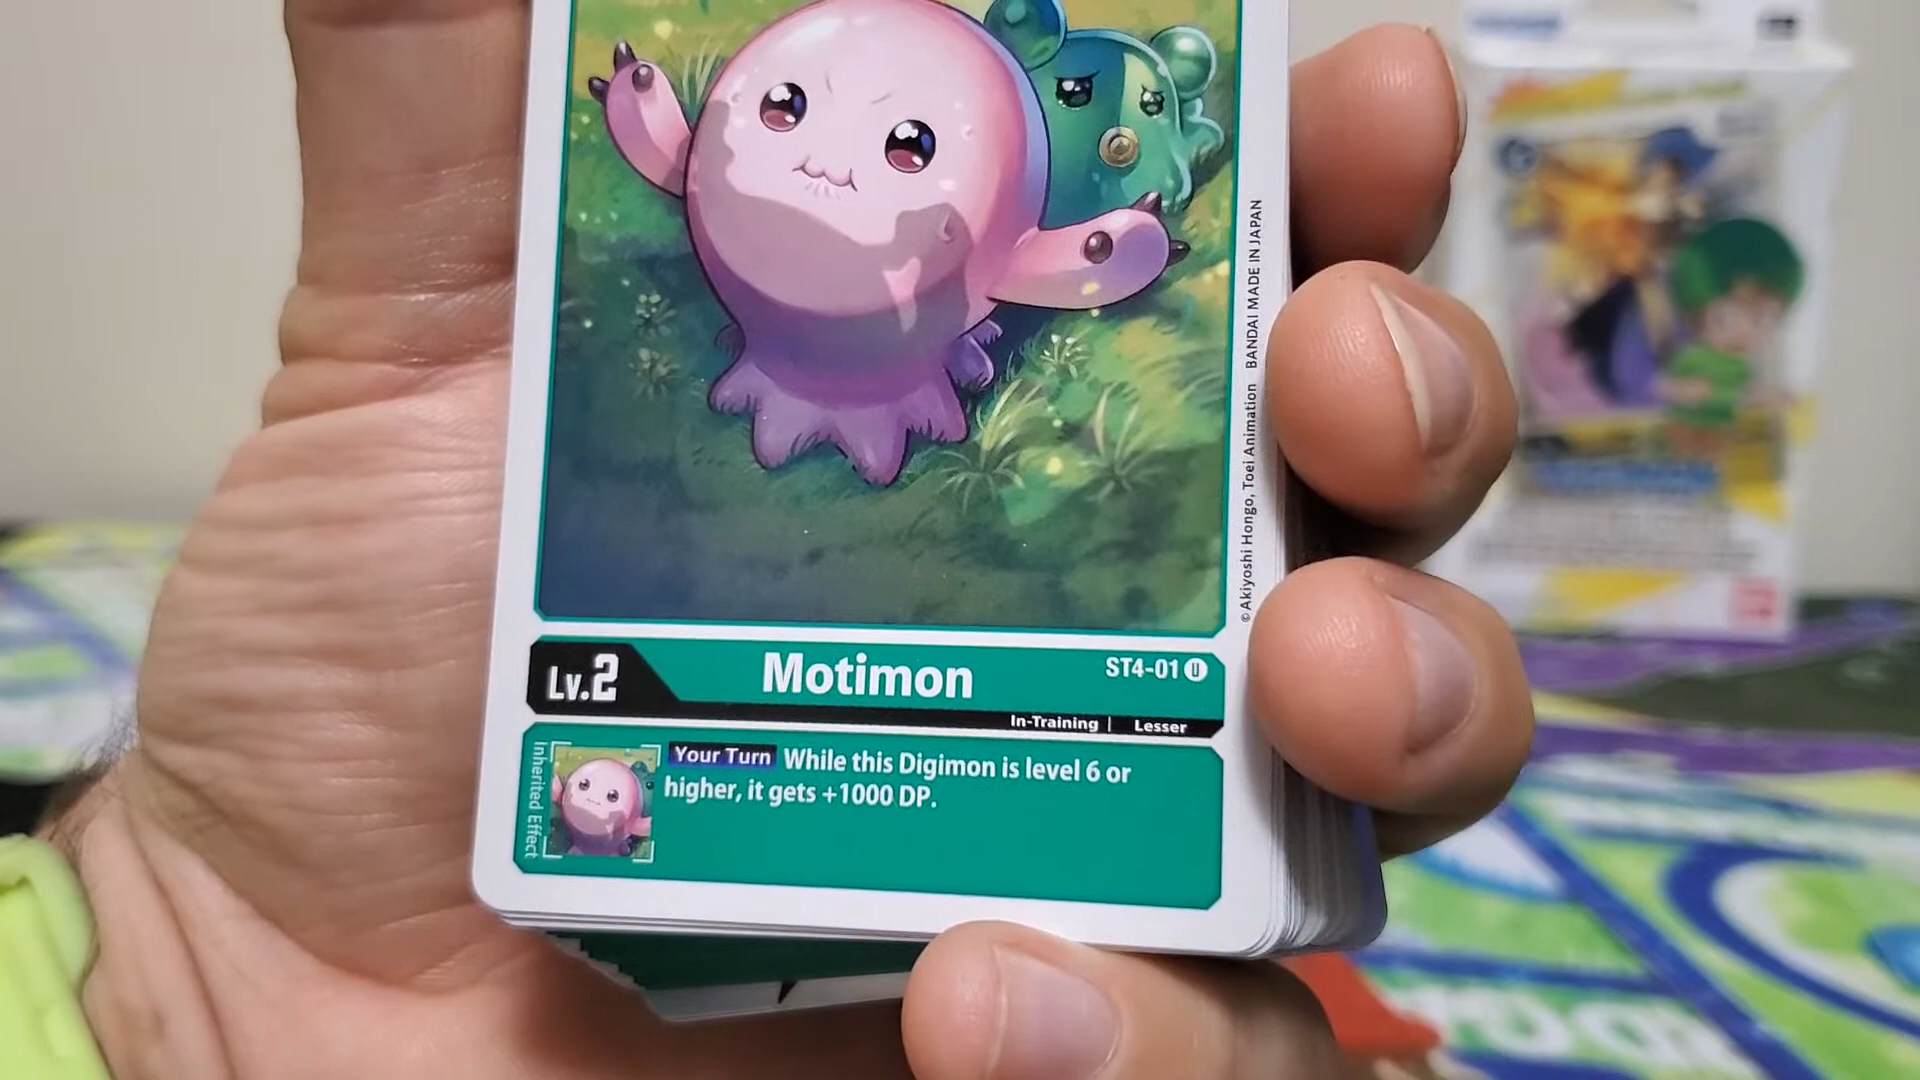 © Akiyoshi Hongo, Toei Animation BANDAI MADE IN JAPAN
Lv.2
Motimon
ST4-01 U
In-Training | Lesser
Inherited Effect
Your Turn While this Digimon is level 6 or
higher, it gets +1000 DP.